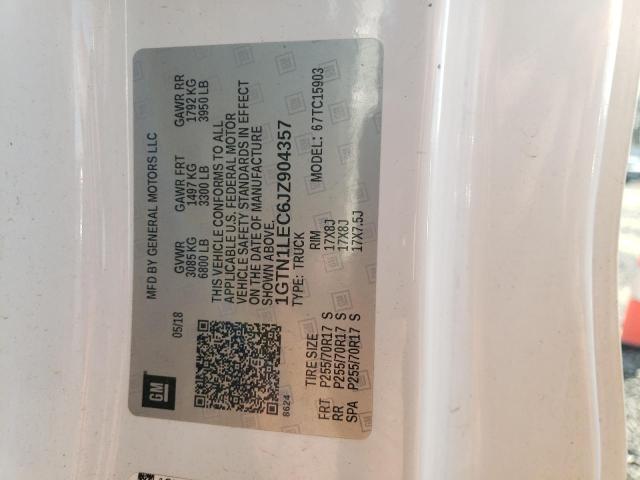 GM
05/18
MFD BY GENERAL MOTORS LLC
GVWR GAWR FRT GAWR RR
3085 KG 1497 KG 1792 KG
6800 LB 3300 LB 3950 LB
THIS VEHICLE CONFORMS TO ALL
APPLICABLE U.S. FEDERAL MOTOR
VEHICLE SAFETY STANDARDS IN EFFECT
ON THE DATE OF MANUFACTURE
SHOWN ABOVE.
1GTN1LEC6JZ904357
TYPE: TRUCK MODEL: 67TC15903
8624
TIRE SIZE RIM
FRT P255/70R17 S 17X8J
RR P255/70R17 S 17X8J
SPA P255/70R17 S 17X7.5J